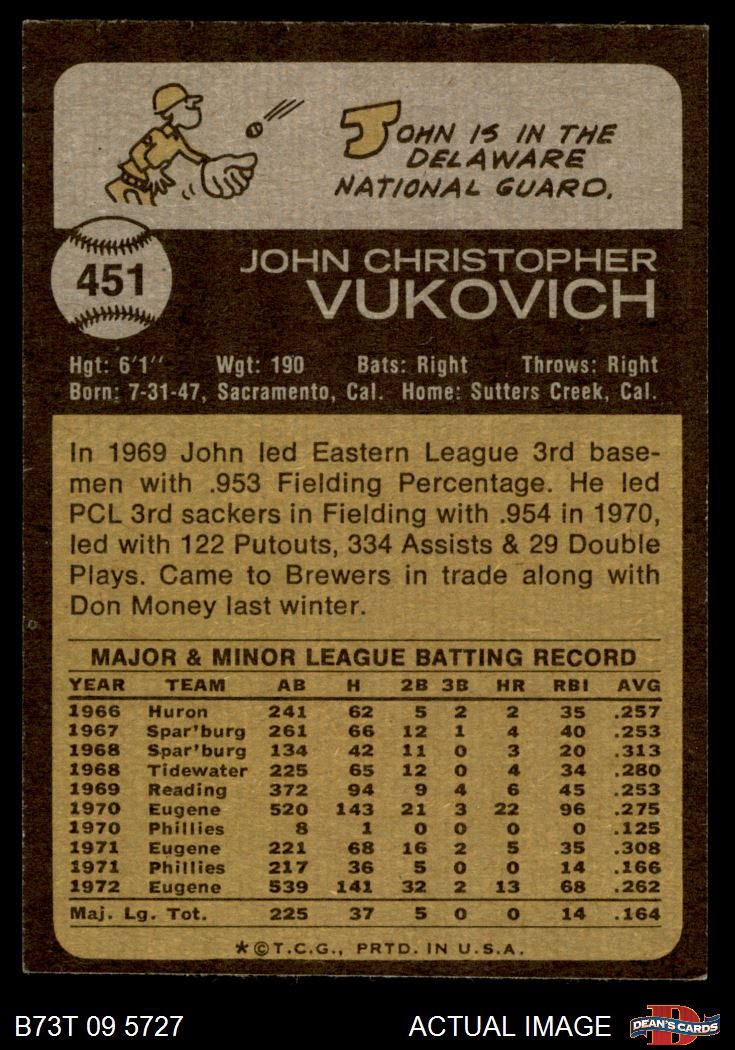 JOHN IS IN THE
DELAWARE
NATIONAL GUARD.
451
JOHN CHRISTOPHER
VUKOVICH
Hgt: 6'1'' Wgt: 190 Bats: Right Throws: Right
Born: 7-31-47, Sacramento, Cal. Home: Sutters Creek, Cal.
In 1969 John led Eastern League 3rd base-
men with .953 Fielding Percentage. He led
PCL 3rd sackers in Fielding with .954 in 1970,
led with 122 Putouts, 334 Assists & 29 Double
Plays. Came to Brewers in trade along with
Don Money last winter.
MAJOR & MINOR LEAGUE BATTING RECORD
YEAR TEAM AB H 2B 3B HR RBI AVG
1966 Huron 241 62 5 2 2 35 .257
1967 Spar'burg 261 66 12 1 4 40 .253
1968 Spar'burg 134 42 11 0 3 20 .313
1968 Tidewater 225 65 12 0 4 34 .280
1969 Reading 372 94 9 4 6 45 .253
1970 Eugene 520 143 21 3 22 96 .275
1970 Phillies 8 1 0 0 0 0 .125
1971 Eugene 221 68 16 2 5 35 .308
1971 Phillies 217 36 5 0 0 14 .166
1972 Eugene 539 141 32 2 13 68 .262
Maj. Lg. Tot. 225 37 5 0 0 14 .164
*©T.C.G., PRTD. IN U.S.A.
B73T 09 5727 ACTUAL IMAGE D DEAN'S CARDS